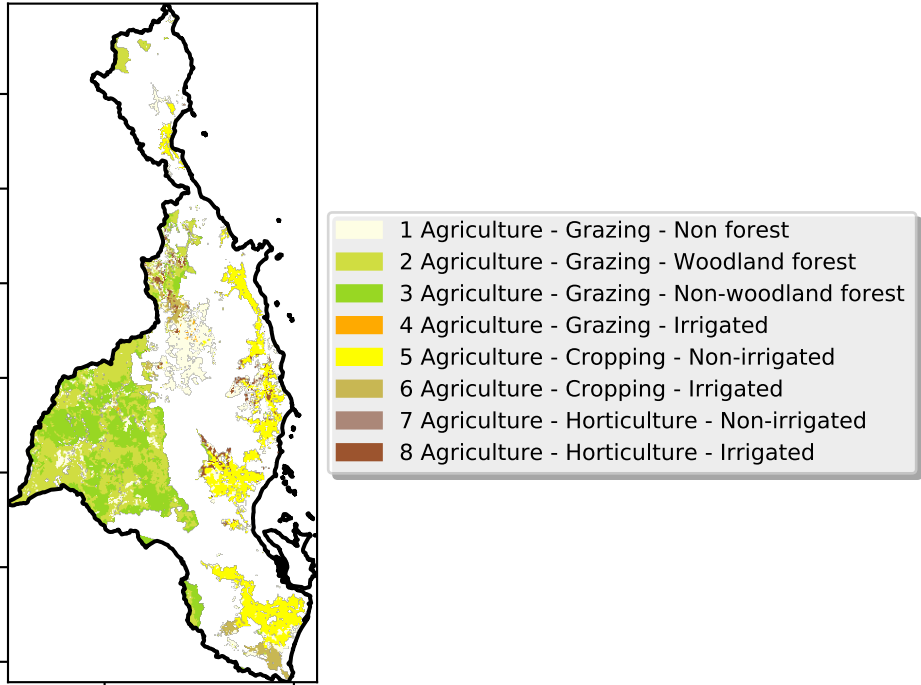 1 Agriculture - Grazing - Non forest
2 Agriculture - Grazing - Woodland forest
3 Agriculture - Grazing - Non-woodland forest
4 Agriculture - Grazing - Irrigated
5 Agriculture - Cropping - Non-irrigated
6 Agriculture - Cropping - Irrigated
7 Agriculture - Horticulture - Non-irrigated
8 Agriculture - Horticulture - Irrigated